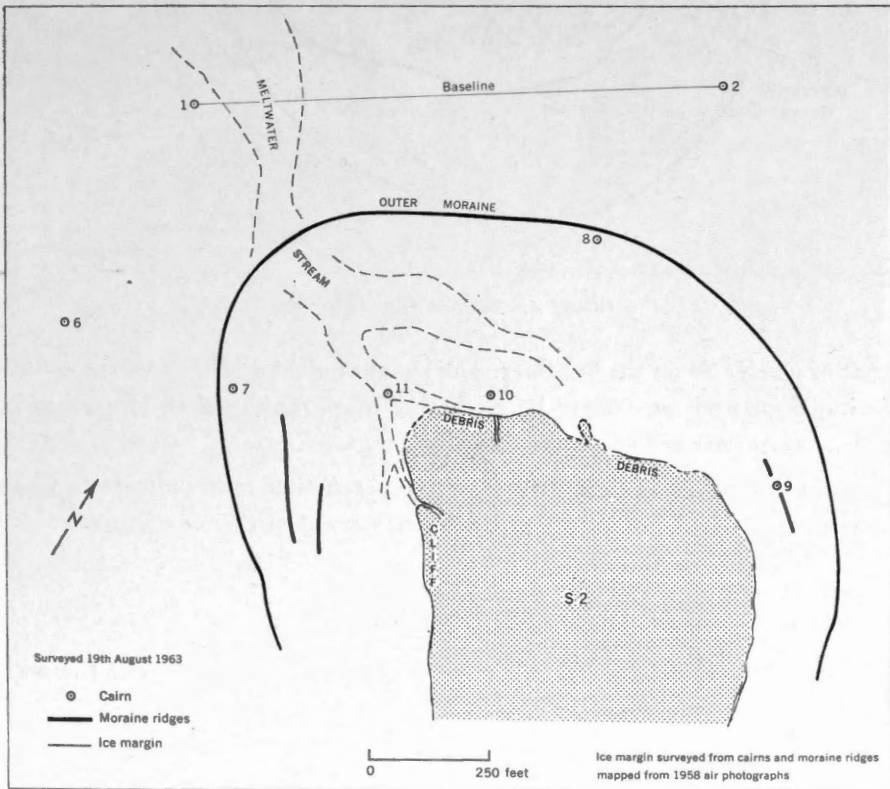 MELTWATER
Baseline
1
2
OUTER MORAINE
8
STREAM
6
7
11
10
DEBRIS
DEBRIS
9
N
CLIFF
S 2
Surveyed 19th August 1963
Cairn
Moraine ridges
Ice margin
0 250 feet
Ice margin surveyed from cairns and moraine ridges
mapped from 1958 air photographs